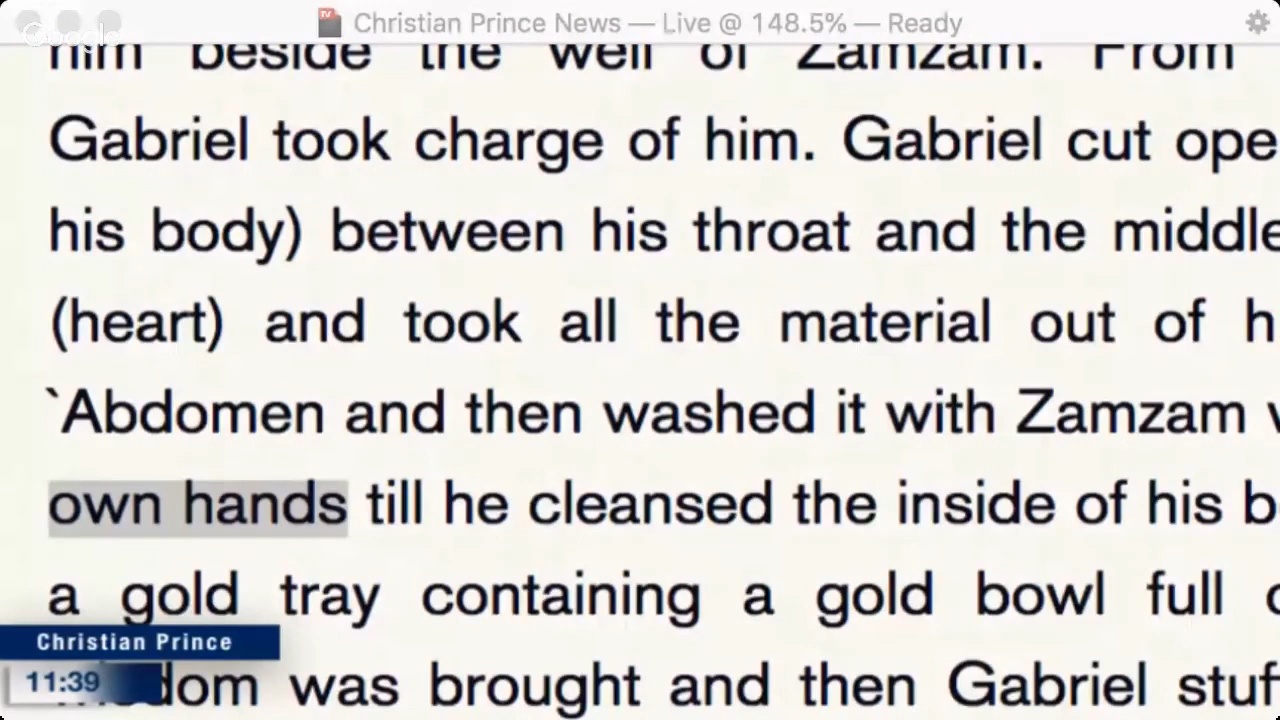 Christian Prince News — Live @ 148.5% — Ready
Google
him beside the well of Zamzam. From
Gabriel took charge of him. Gabriel cut ope
his body) between his throat and the middle
(heart) and took all the material out of h
`Abdomen and then washed it with Zamzam
own hands till he cleansed the inside of his b
a gold tray containing a gold bowl full
was brought and then Gabriel stuf
Christian Prince
11:39